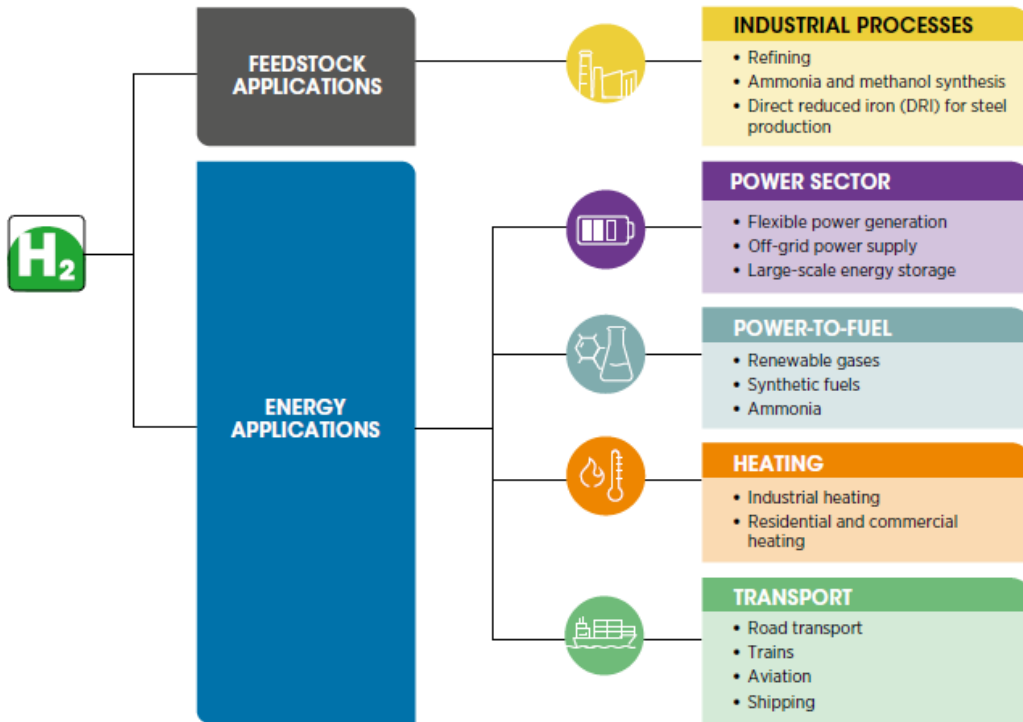 H2
FEEDSTOCK
APPLICATIONS
INDUSTRIAL PROCESSES
• Refining
• Ammonia and methanol synthesis
• Direct reduced iron (DRI) for steel
production
ENERGY
APPLICATIONS
POWER SECTOR
• Flexible power generation
• Off-grid power supply
• Large-scale energy storage
POWER-TO-FUEL
• Renewable gases
• Synthetic fuels
• Ammonia
HEATING
• Industrial heating
• Residential and commercial
heating
TRANSPORT
• Road transport
• Trains
• Aviation
• Shipping